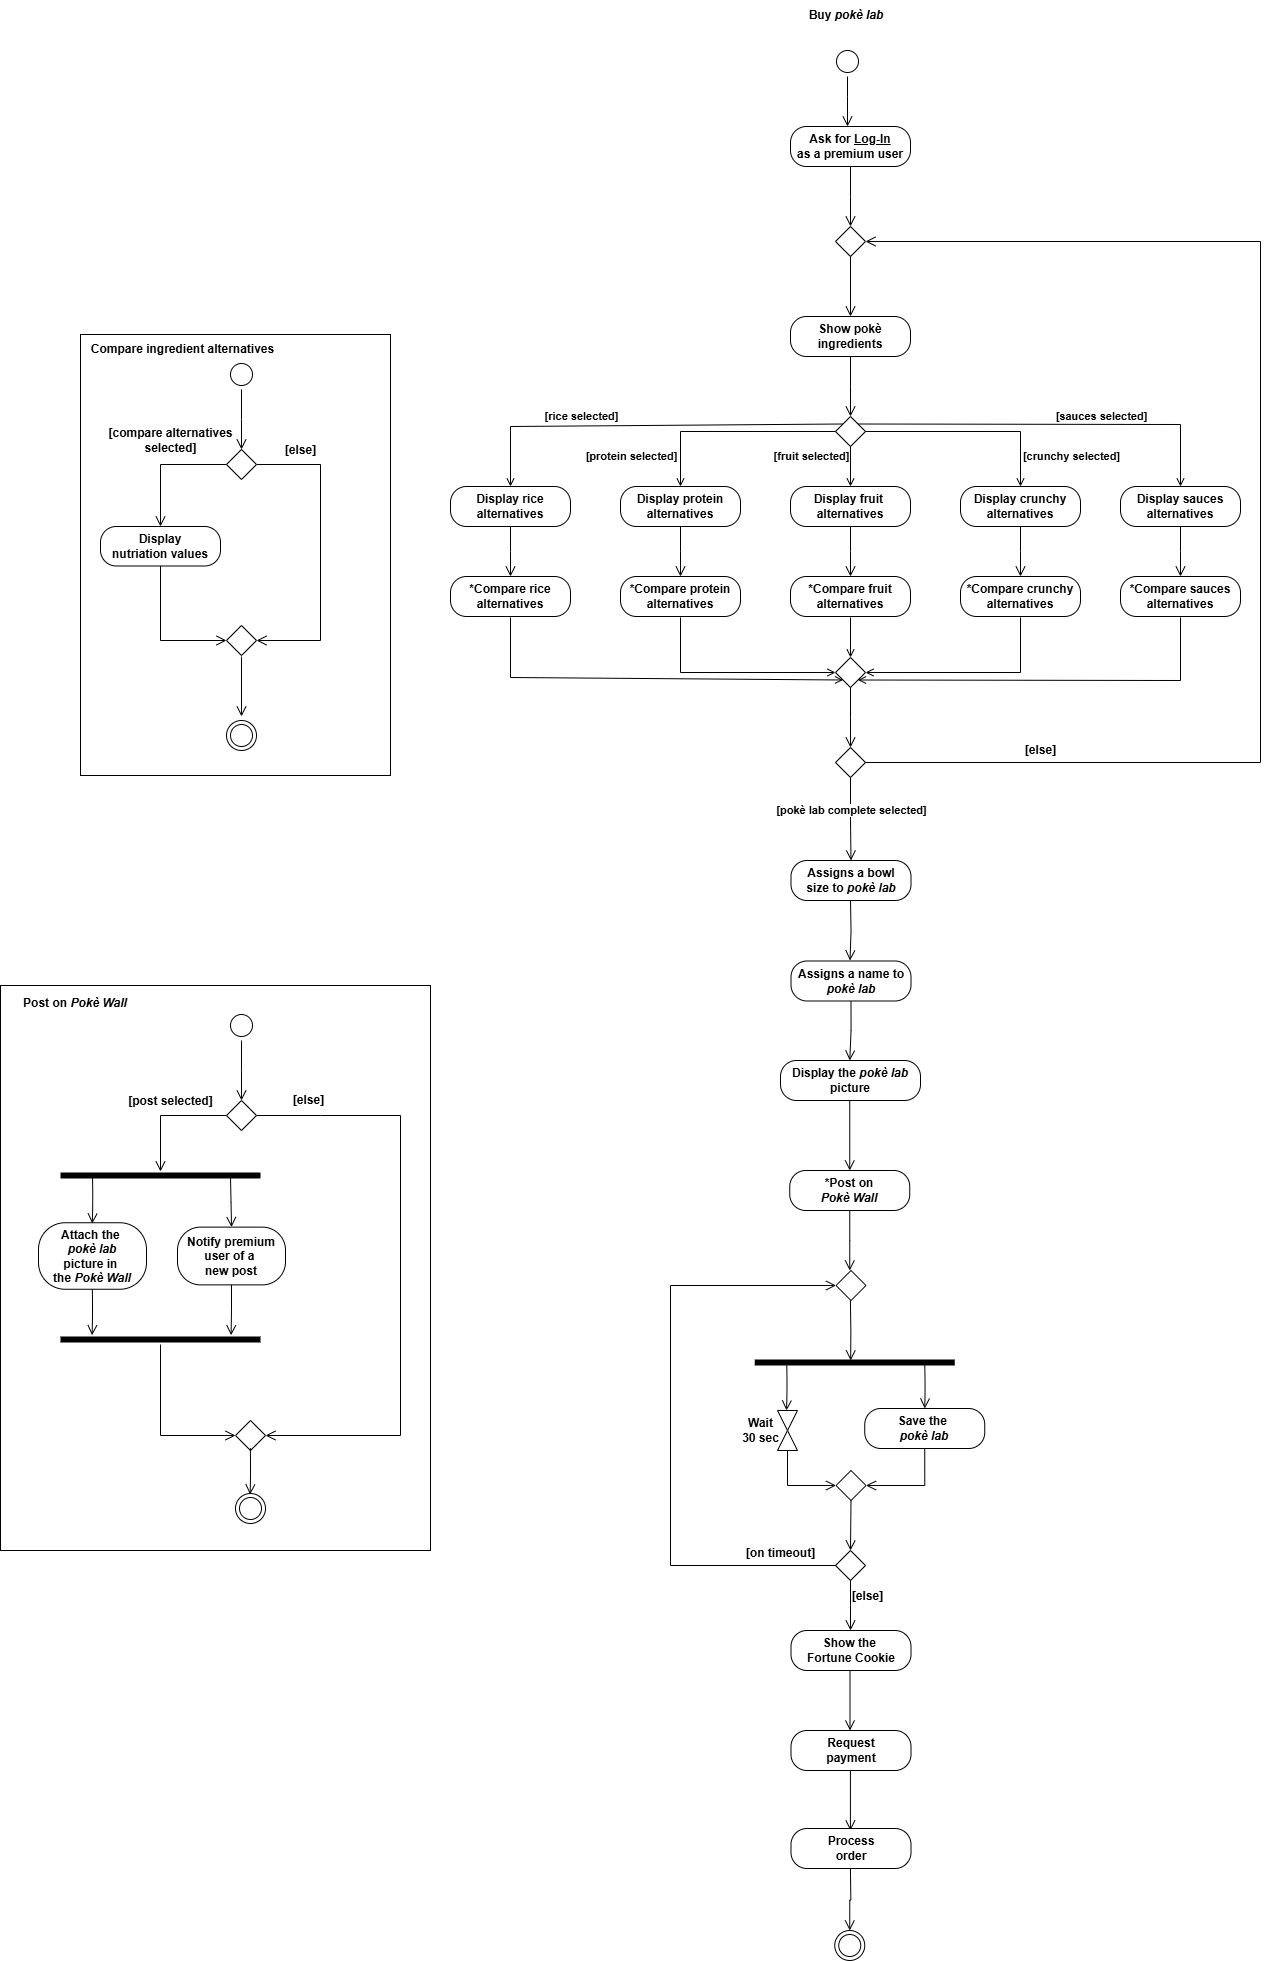 Buy pokè lab
Ask for Log-In
as a premium user
Show pokè
ingredients
[rice selected]
[sauces selected]
[protein selected]
[fruit selected]
[crunchy selected]
Display rice
alternatives
Display protein
alternatives
Display fruit
alternatives
Display crunchy
alternatives
Display sauces
alternatives
*Compare rice
alternatives
*Compare protein
alternatives
*Compare fruit
alternatives
*Compare crunchy
alternatives
*Compare sauces
alternatives
[else]
[pokè lab complete selected]
Assigns a bowl
size to pokè lab
Assigns a name to
pokè lab
Display the pokè lab
picture
*Post on
Pokè Wall
Wait
30 sec
Save the
pokè lab
[on timeout]
[else]
Show the
Fortune Cookie
Request
payment
Process
order
Compare ingredient alternatives
[compare alternatives
selected]
[else]
Display
nutriation values
Post on Pokè Wall
[post selected]
[else]
Attach the
pokè lab
picture in
the Pokè Wall
Notify premium
user of a
new post